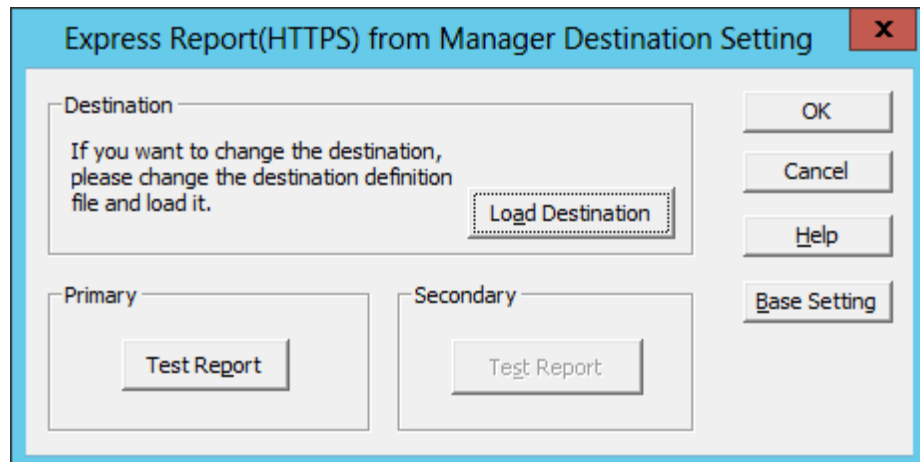 Express Report(HTTPS) from Manager Destination Setting
x
Destination
If you want to change the destination,
please change the destination definition
file and load it.
Load Destination
OK
Cancel
Help
Base Setting
Primary
Test Report
Secondary
Test Report